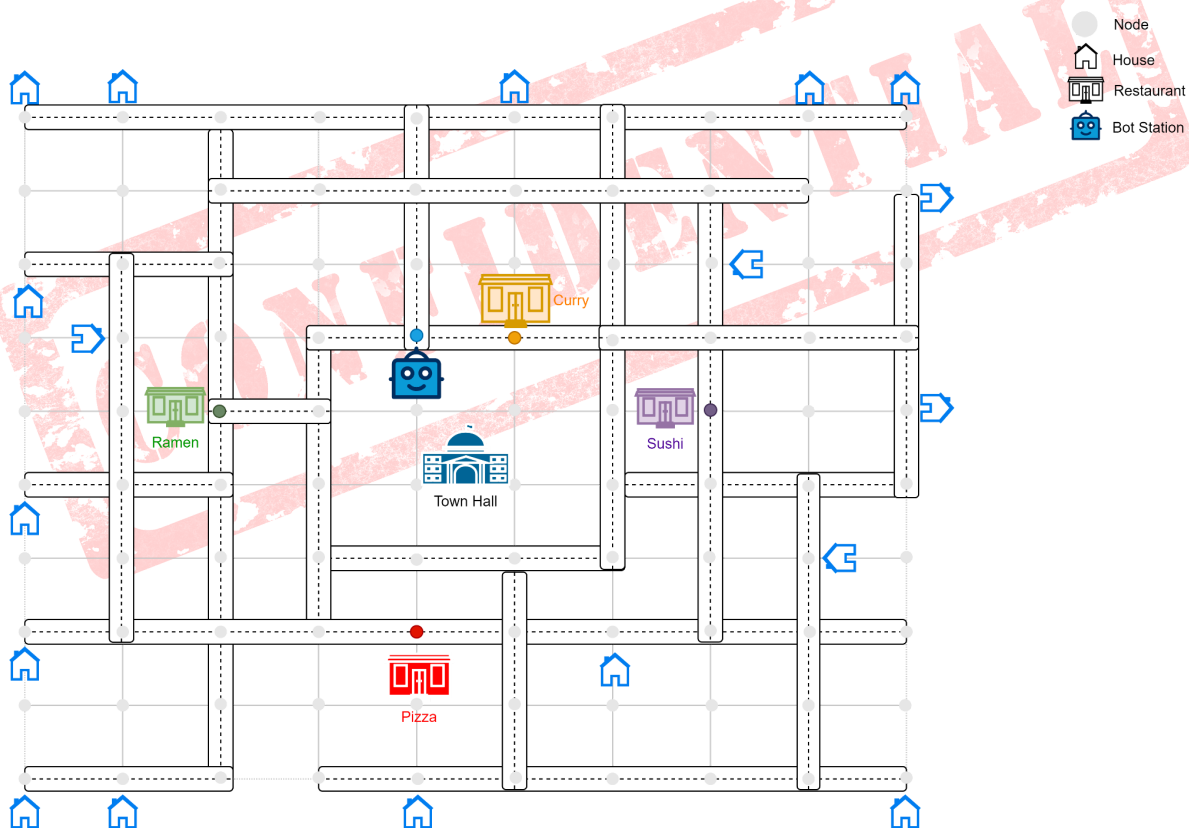 CONFIDENTIAL
Node
House
Restaurant
Bot Station
Curry
Ramen
Sushi
Town Hall
Pizza